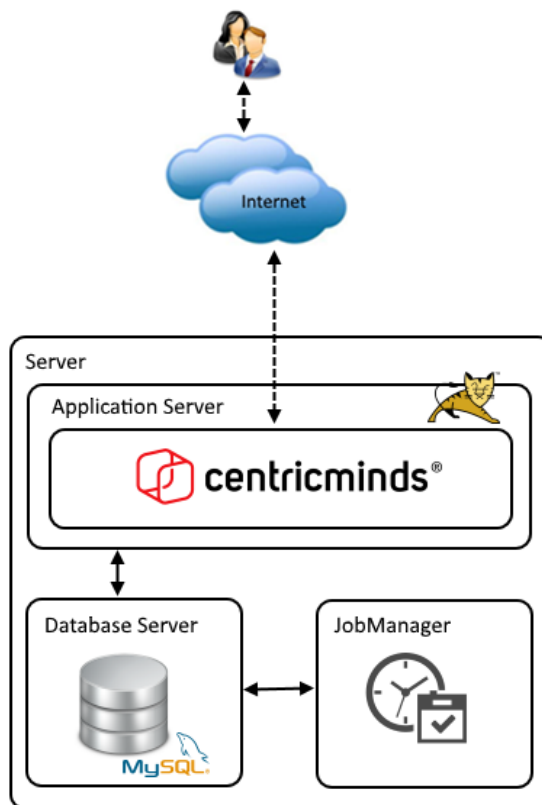 Internet
Server
Application Server
centricminds®
Database Server
MySQL®
JobManager